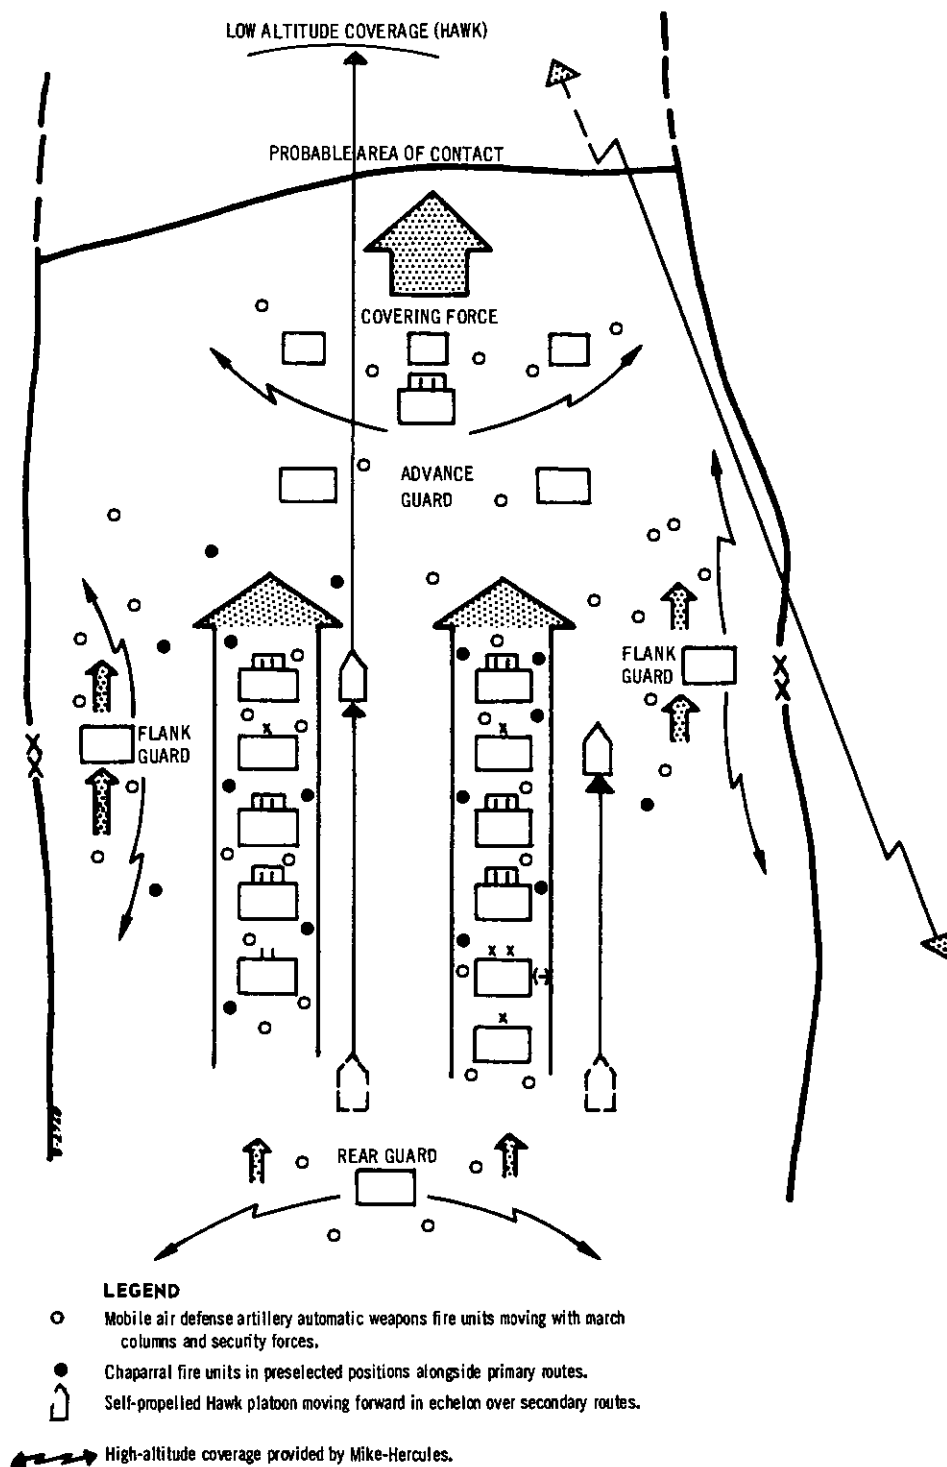 LOW ALTITUDE COVERAGE (HAWK)
PROBABLE AREA OF CONTACT
COVERING FORCE
ADVANCE
GUARD
FLANK
GUARD
FLANK
GUARD
X
X
X
X
X
X
X X
X
REAR GUARD
LEGEND
Mobile air defense artillery automatic weapons fire units moving with march
columns and security forces.
Chaparral fire units in preselected positions alongside primary routes.
Self-propelled Hawk platoon moving forward in echelon over secondary routes.
High-altitude coverage provided by Mike-Hercules.